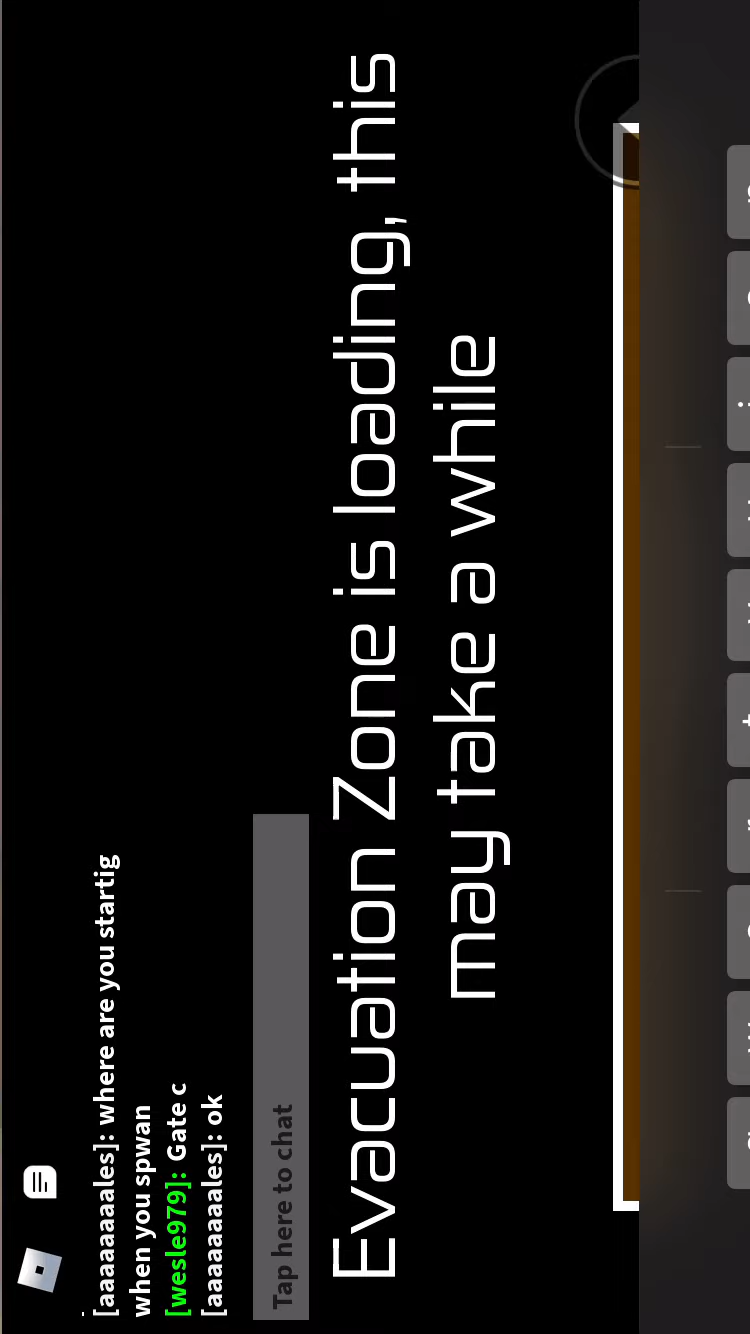 [aaaaaaaales]: where are you startig
when you spwan
[wesle979]: Gate c
[aaaaaaaales]: ok
Tap here to chat
Evacuation Zone is loading, this
may take a while